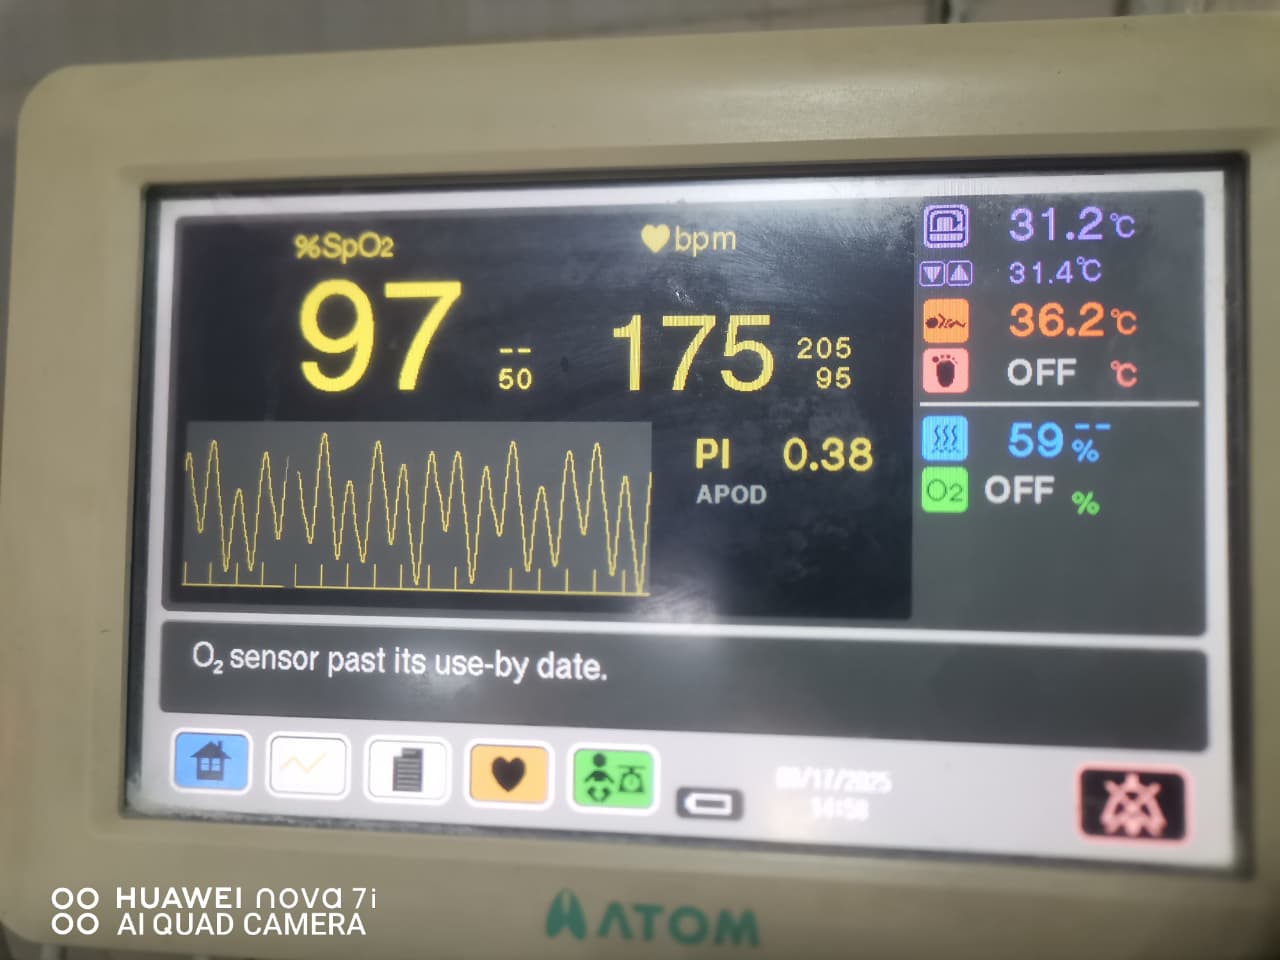 %SpO2
97
--
50
bpm
175
205
95
PI 0.38
APOD
31.2℃
31.4℃
36.2℃
OFF ℃
59 --%
O2 OFF %
O₂ sensor past its use-by date.
ATOM
HUAWEI nova 7i
AI QUAD CAMERA